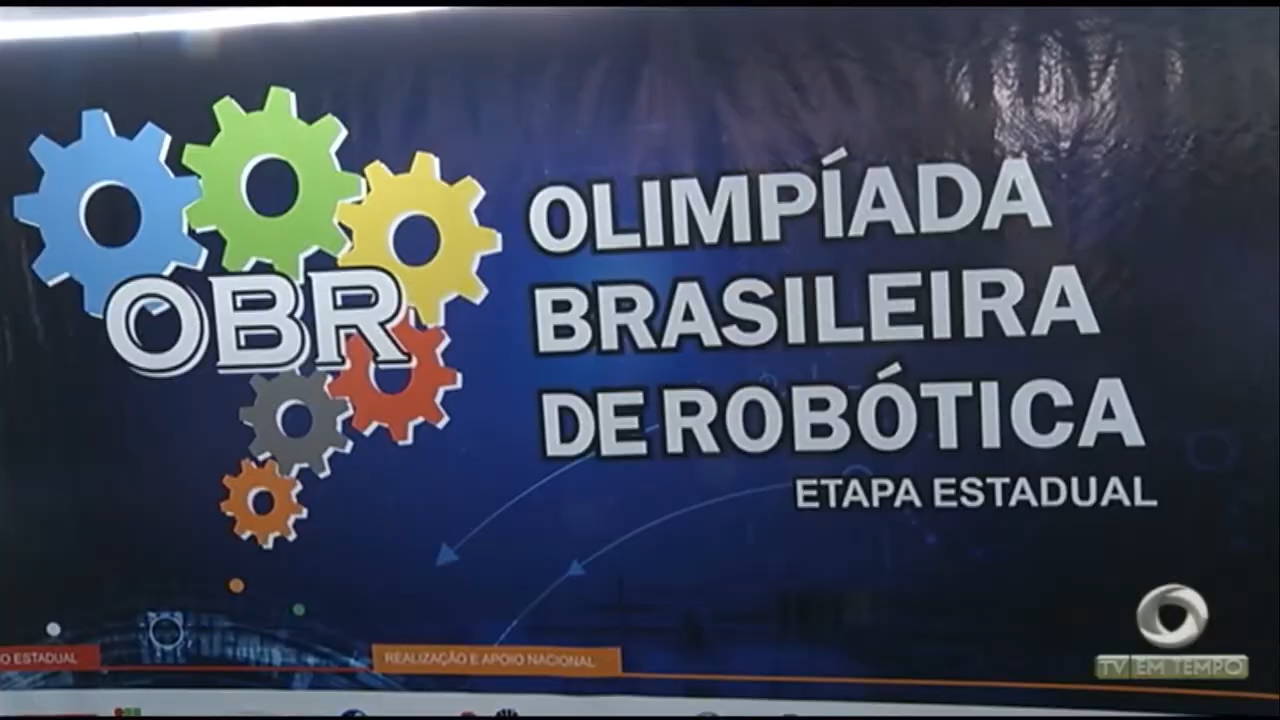 OBR
OLIMPÍADA
BRASILEIRA
DE ROBÓTICA
ETAPA ESTADUAL
O ESTADUAL
REALIZAÇÃO E APOIO NACIONAL
TV EM TEMPO